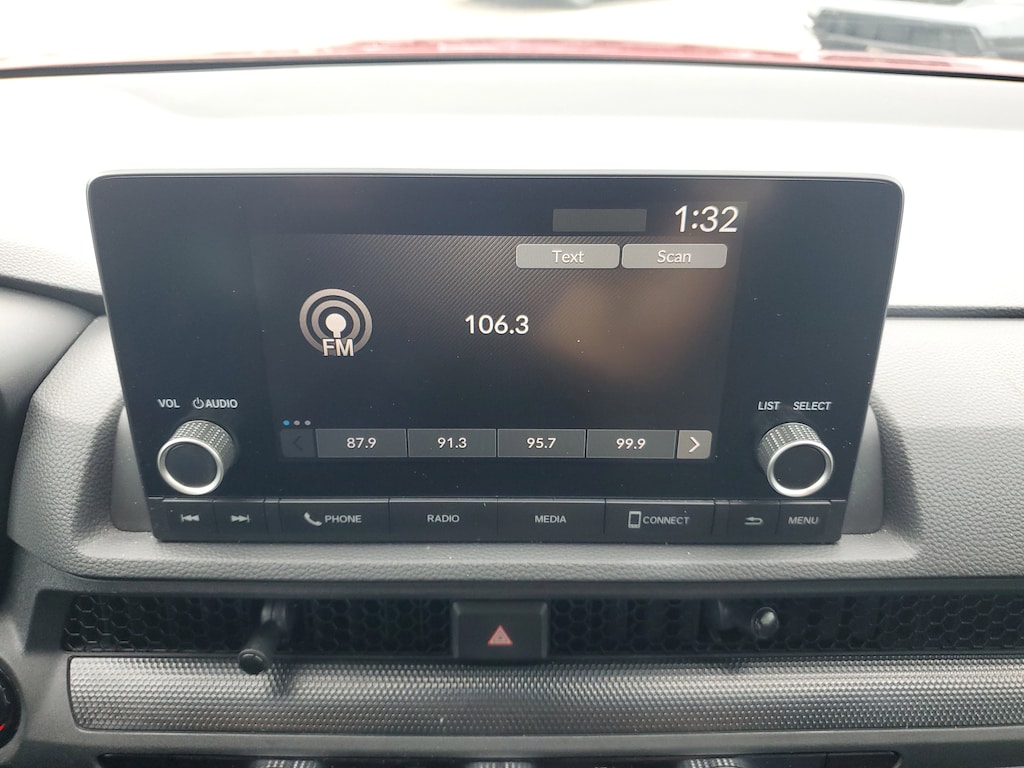 1:32
Text Scan
FM
106.3
VOL AUDIO
LIST SELECT
87.9 91.3 95.7 99.9
PHONE RADIO MEDIA CONNECT MENU